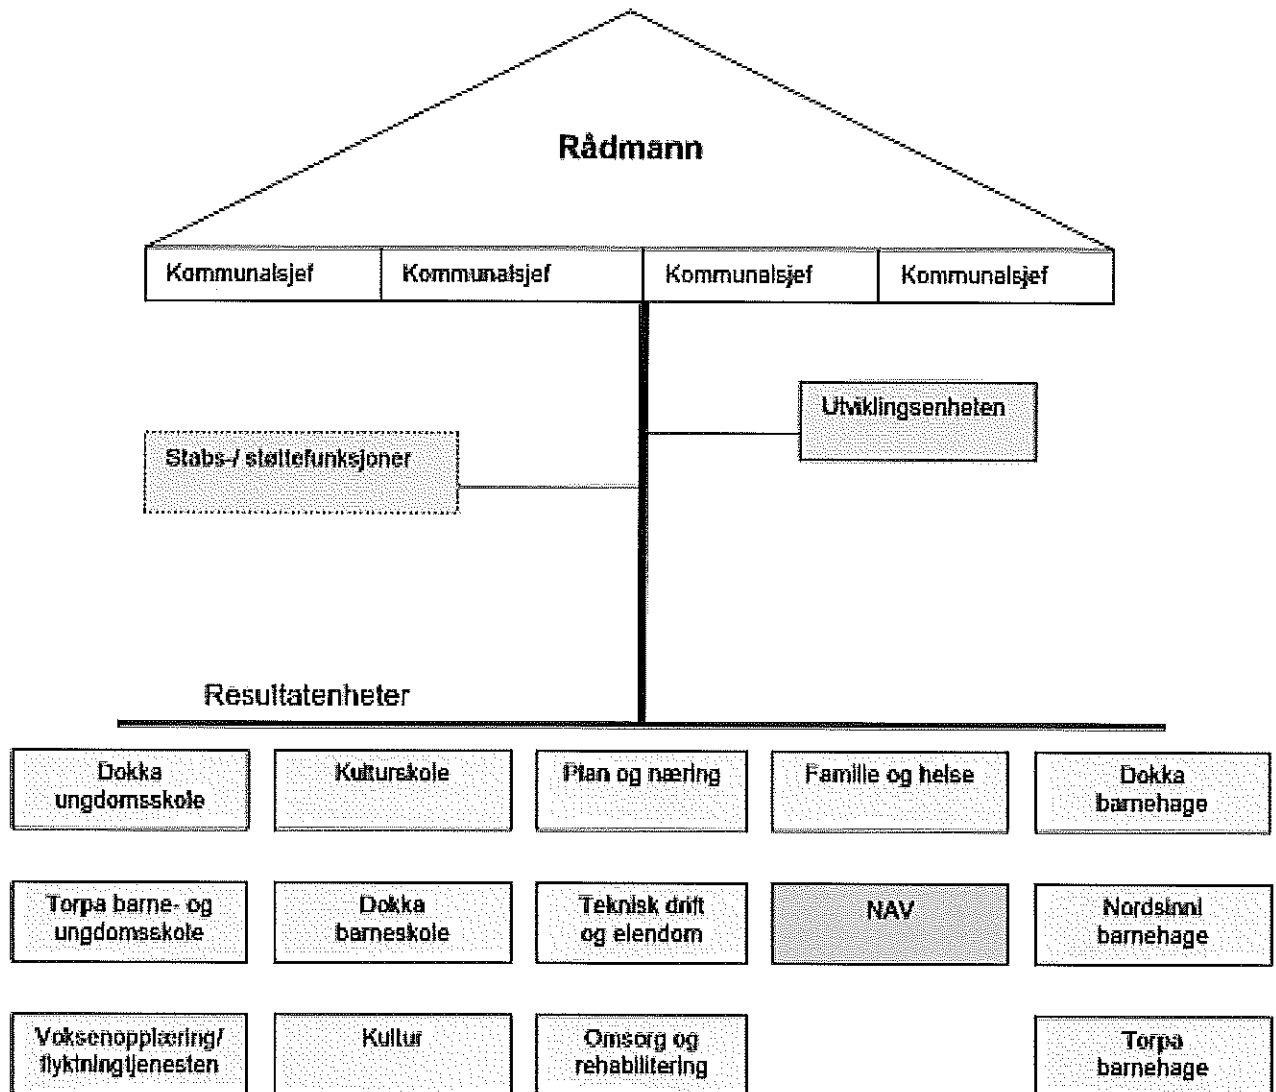 Rådmann
Kommunalsjef
Kommunalsjef
Kommunalsjef
Kommunalsjef
Utviklingsenheten
Stabs-/ støttefunksjoner
Resultatenheter
Dokka
ungdomsskole
Kulturskole
Plan og næring
Familie og helse
Dokka
barnehage
Torpa barne- og
ungdomsskole
Dokka
barneskole
Teknisk drift
og eiendom
NAV
Nordsinni
barnehage
Voksenopplæring/
flyktningtjenesten
Kultur
Omsorg og
rehabilitering
Torpa
barnehage